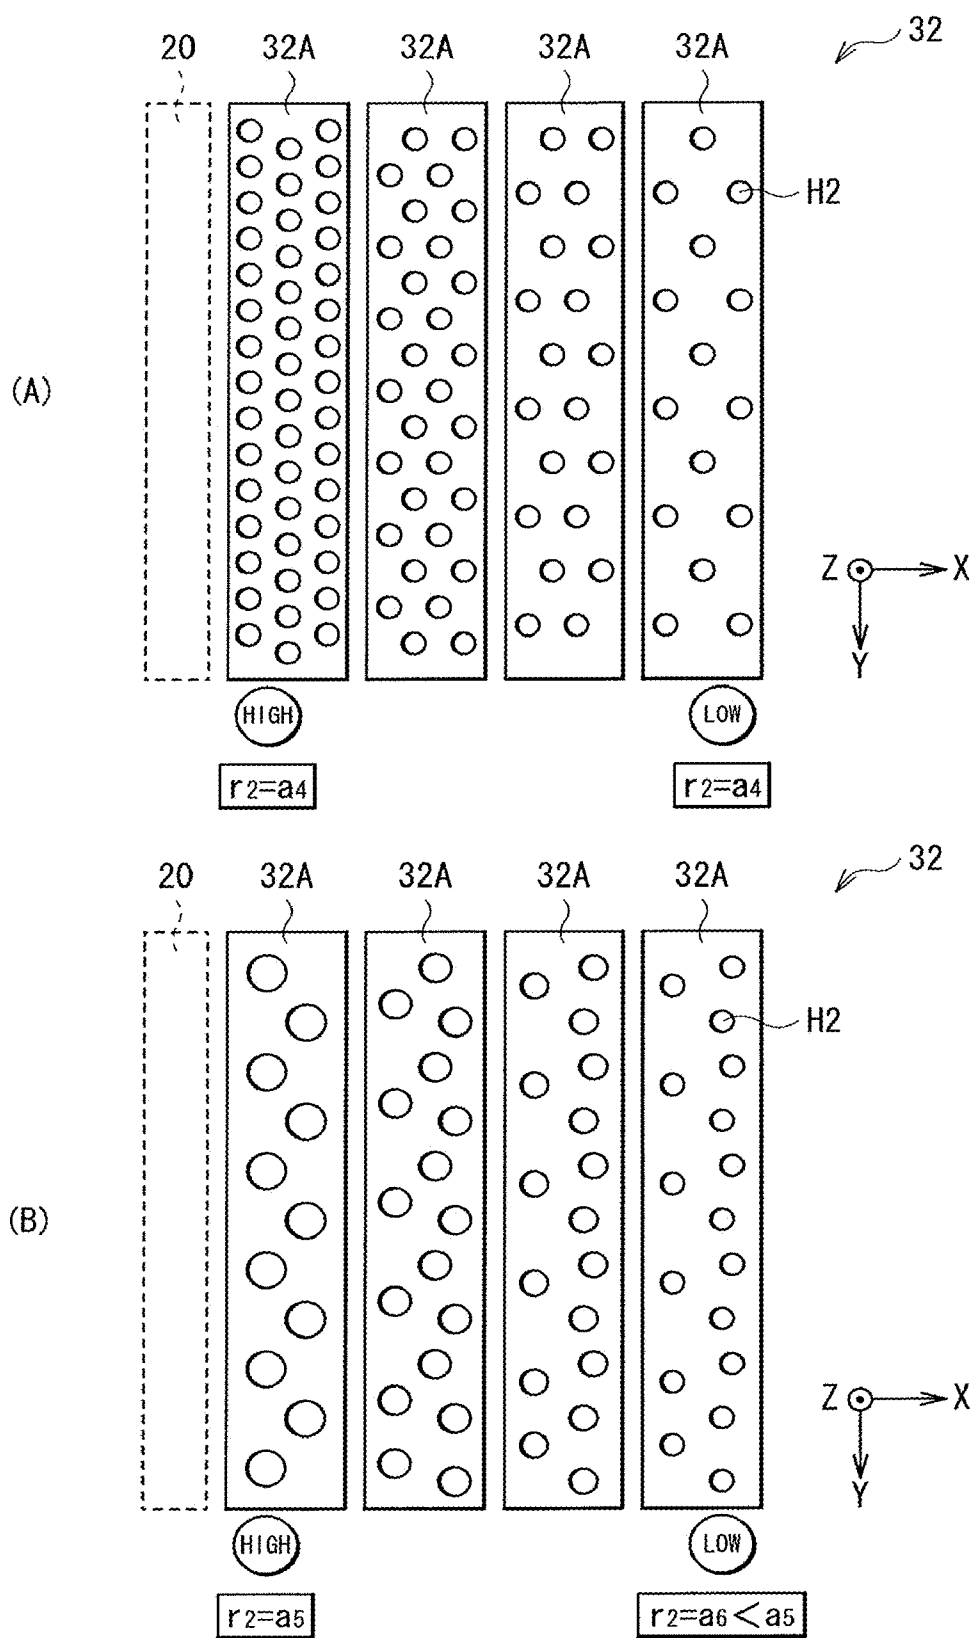 20 32A 32A 32A 32A 32
H2
(A)
Z X
Y
HIGH LOW
r2=a4 r2=a4
20 32A 32A 32A 32A 32
H2
(B)
Z X
Y
HIGH LOW
r2=a5 r2=a6<a5